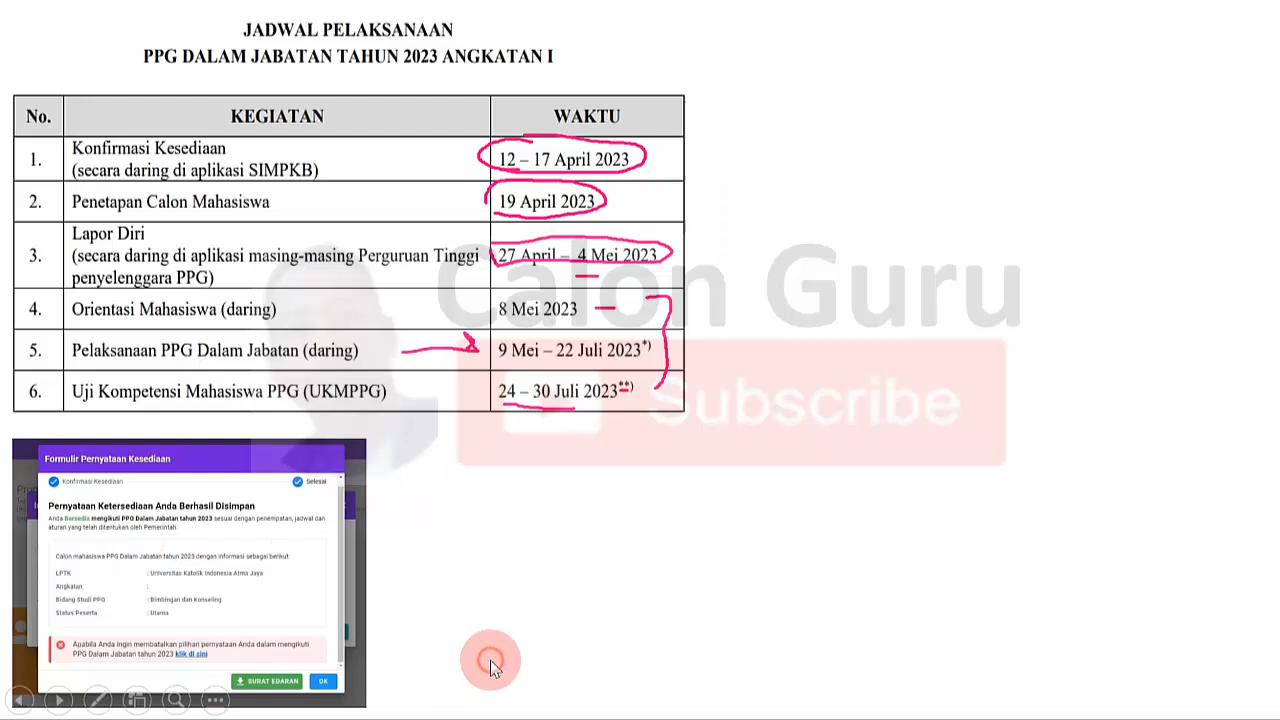 JADWAL PELAKSANAAN
PPG DALAM JABATAN TAHUN 2023 ANGKATAN I
No. KEGIATAN WAKTU
1. Konfirmasi Kesediaan
(secara daring di aplikasi SIMPKB) 12 – 17 April 2023
2. Penetapan Calon Mahasiswa 19 April 2023
3. Lapor Diri
(secara daring di aplikasi masing-masing Perguruan Tinggi
penyelenggara PPG) 27 April – 4 Mei 2023
4. Orientasi Mahasiswa (daring) 8 Mei 2023
5. Pelaksanaan PPG Dalam Jabatan (daring) 9 Mei – 22 Juli 2023*)
6. Uji Kompetensi Mahasiswa PPG (UKMPPG) 24 – 30 Juli 2023**)
Calon Guru
Subscribe
Formulir Pernyataan Kesediaan
Konfirmasi Kesediaan Selesai
Pernyataan Ketersediaan Anda Berhasil Disimpan
Anda Bersedia mengikuti PPG Dalam Jabatan tahun 2023 sesuai dengan penempatan, jadwal dan
aturan yang telah ditentukan oleh Pemerintah.
Calon mahasiswa PPG Dalam Jabatan tahun 2023 dengan informasi sebagai berikut:
LPTK : Universitas Katolik Indonesia Atma Jaya
Angkatan :
Bidang Studi PPG : Bimbingan dan Konseling
Status Peserta : Utama
Apabila Anda ingin membatalkan pilihan pernyataan Anda dalam mengikuti
PPG Dalam Jabatan tahun 2023 klik di sini
SURAT EDARAN OK